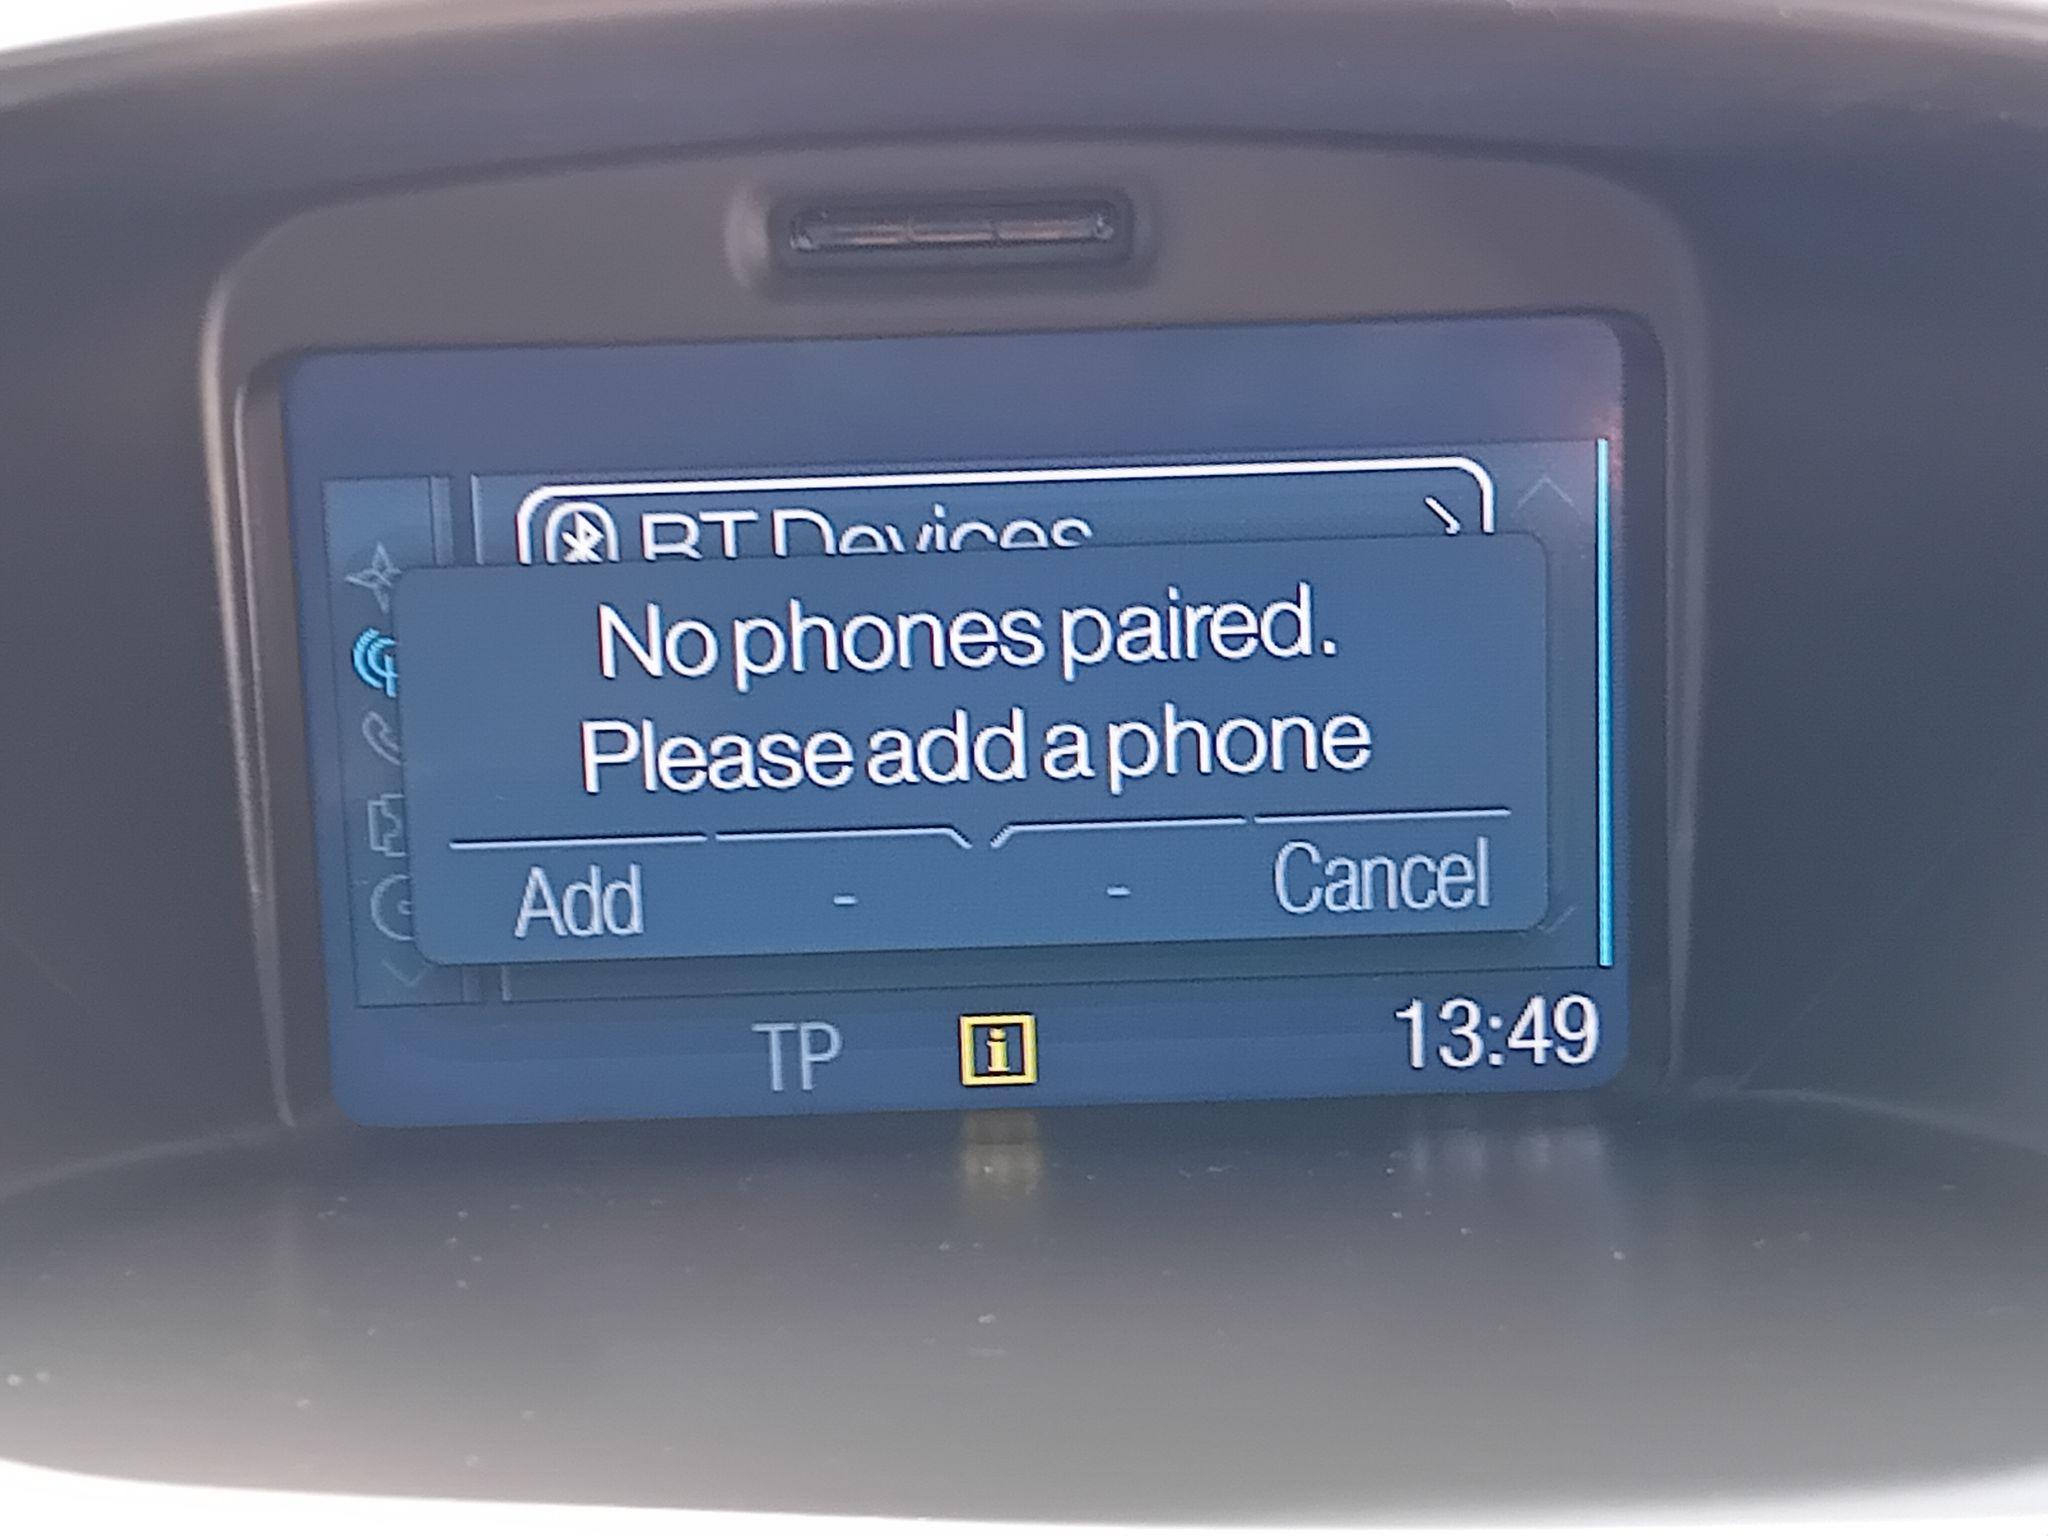 BT Devices
No phones paired.
Please add a phone
Add - - Cancel
TP i 13:49